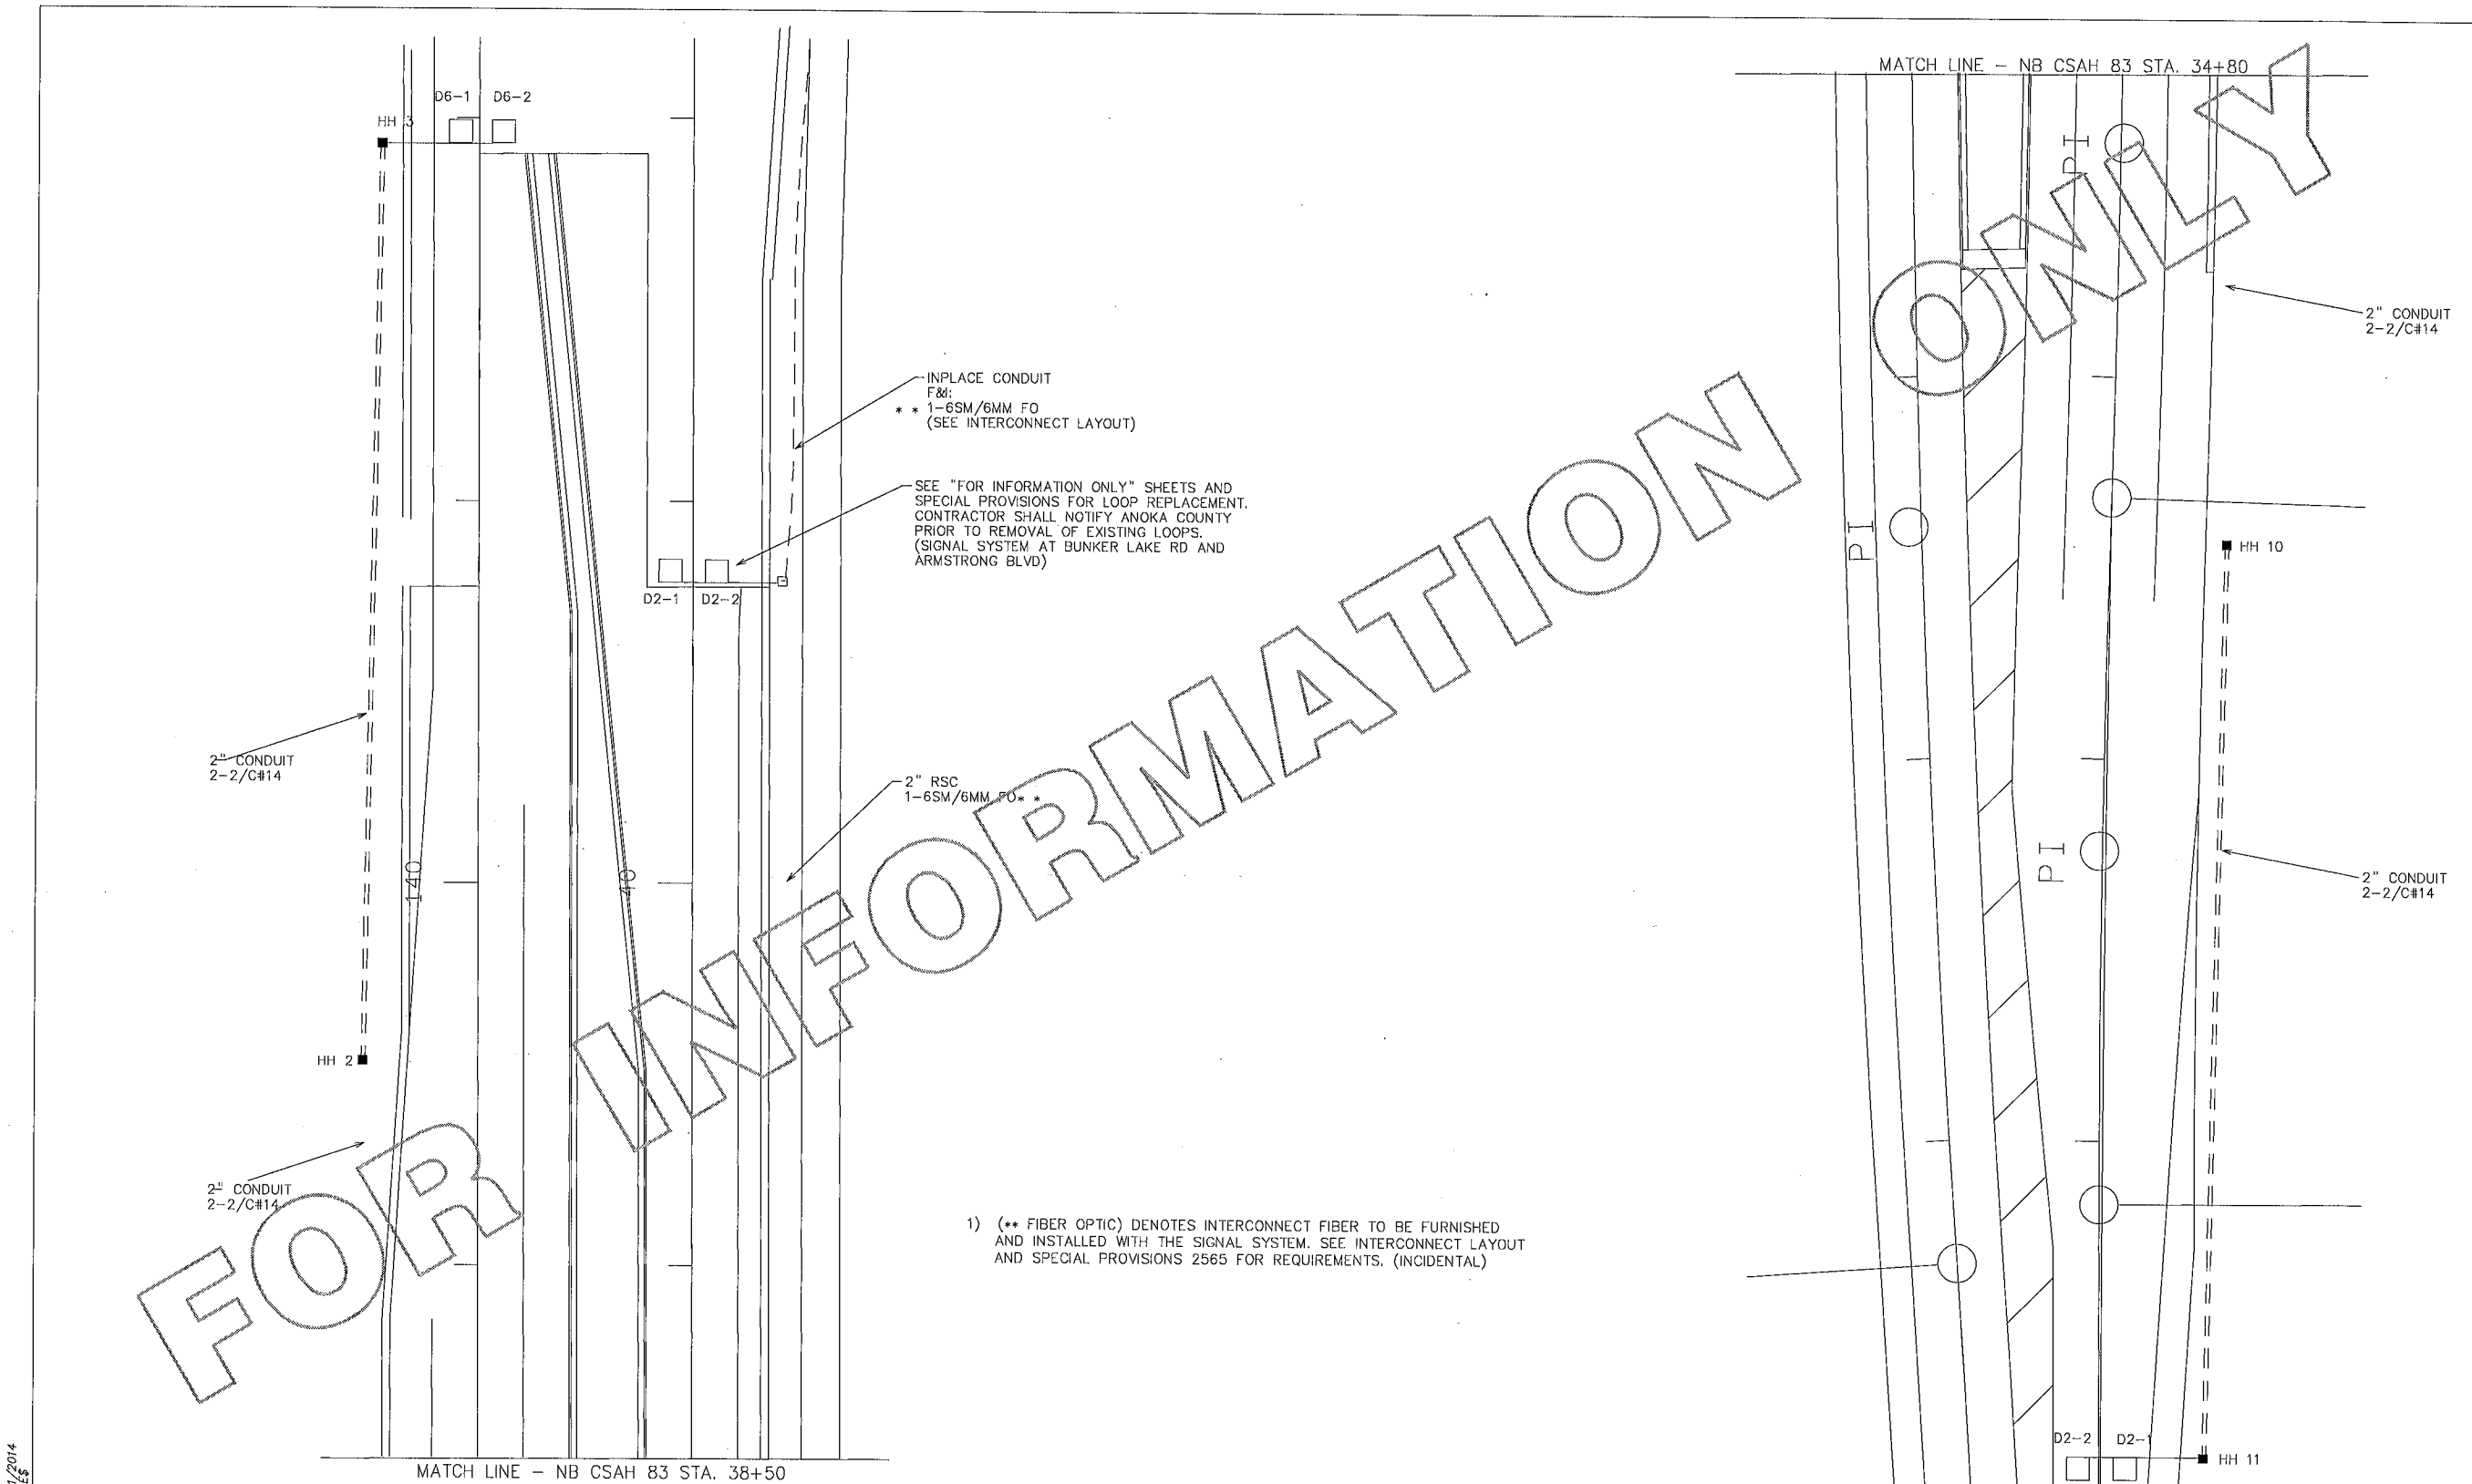 D6-1 D6-2
HH 3
INPLACE CONDUIT
F&I:
* * 1-6SM/6MM FO
(SEE INTERCONNECT LAYOUT)
SEE "FOR INFORMATION ONLY" SHEETS AND
SPECIAL PROVISIONS FOR LOOP REPLACEMENT.
CONTRACTOR SHALL NOTIFY ANOKA COUNTY
PRIOR TO REMOVAL OF EXISTING LOOPS.
(SIGNAL SYSTEM AT BUNKER LAKE RD AND
ARMSTRONG BLVD)
D2-1 D2-2
2" CONDUIT
2-2/C#14
2" RSC
1-6SM/6MM FO* *
140
40
HH 2
2" CONDUIT
2-2/C#14
1) (** FIBER OPTIC) DENOTES INTERCONNECT FIBER TO BE FURNISHED
AND INSTALLED WITH THE SIGNAL SYSTEM. SEE INTERCONNECT LAYOUT
AND SPECIAL PROVISIONS 2565 FOR REQUIREMENTS. (INCIDENTAL)
MATCH LINE - NB CSAH 83 STA. 38+50
MATCH LINE - NB CSAH 83 STA. 34+80
PI
2" CONDUIT
2-2/C#14
PI
HH 10
PI
2" CONDUIT
2-2/C#14
D2-2 D2-1
HH 11
FOR INFORMATION ONLY